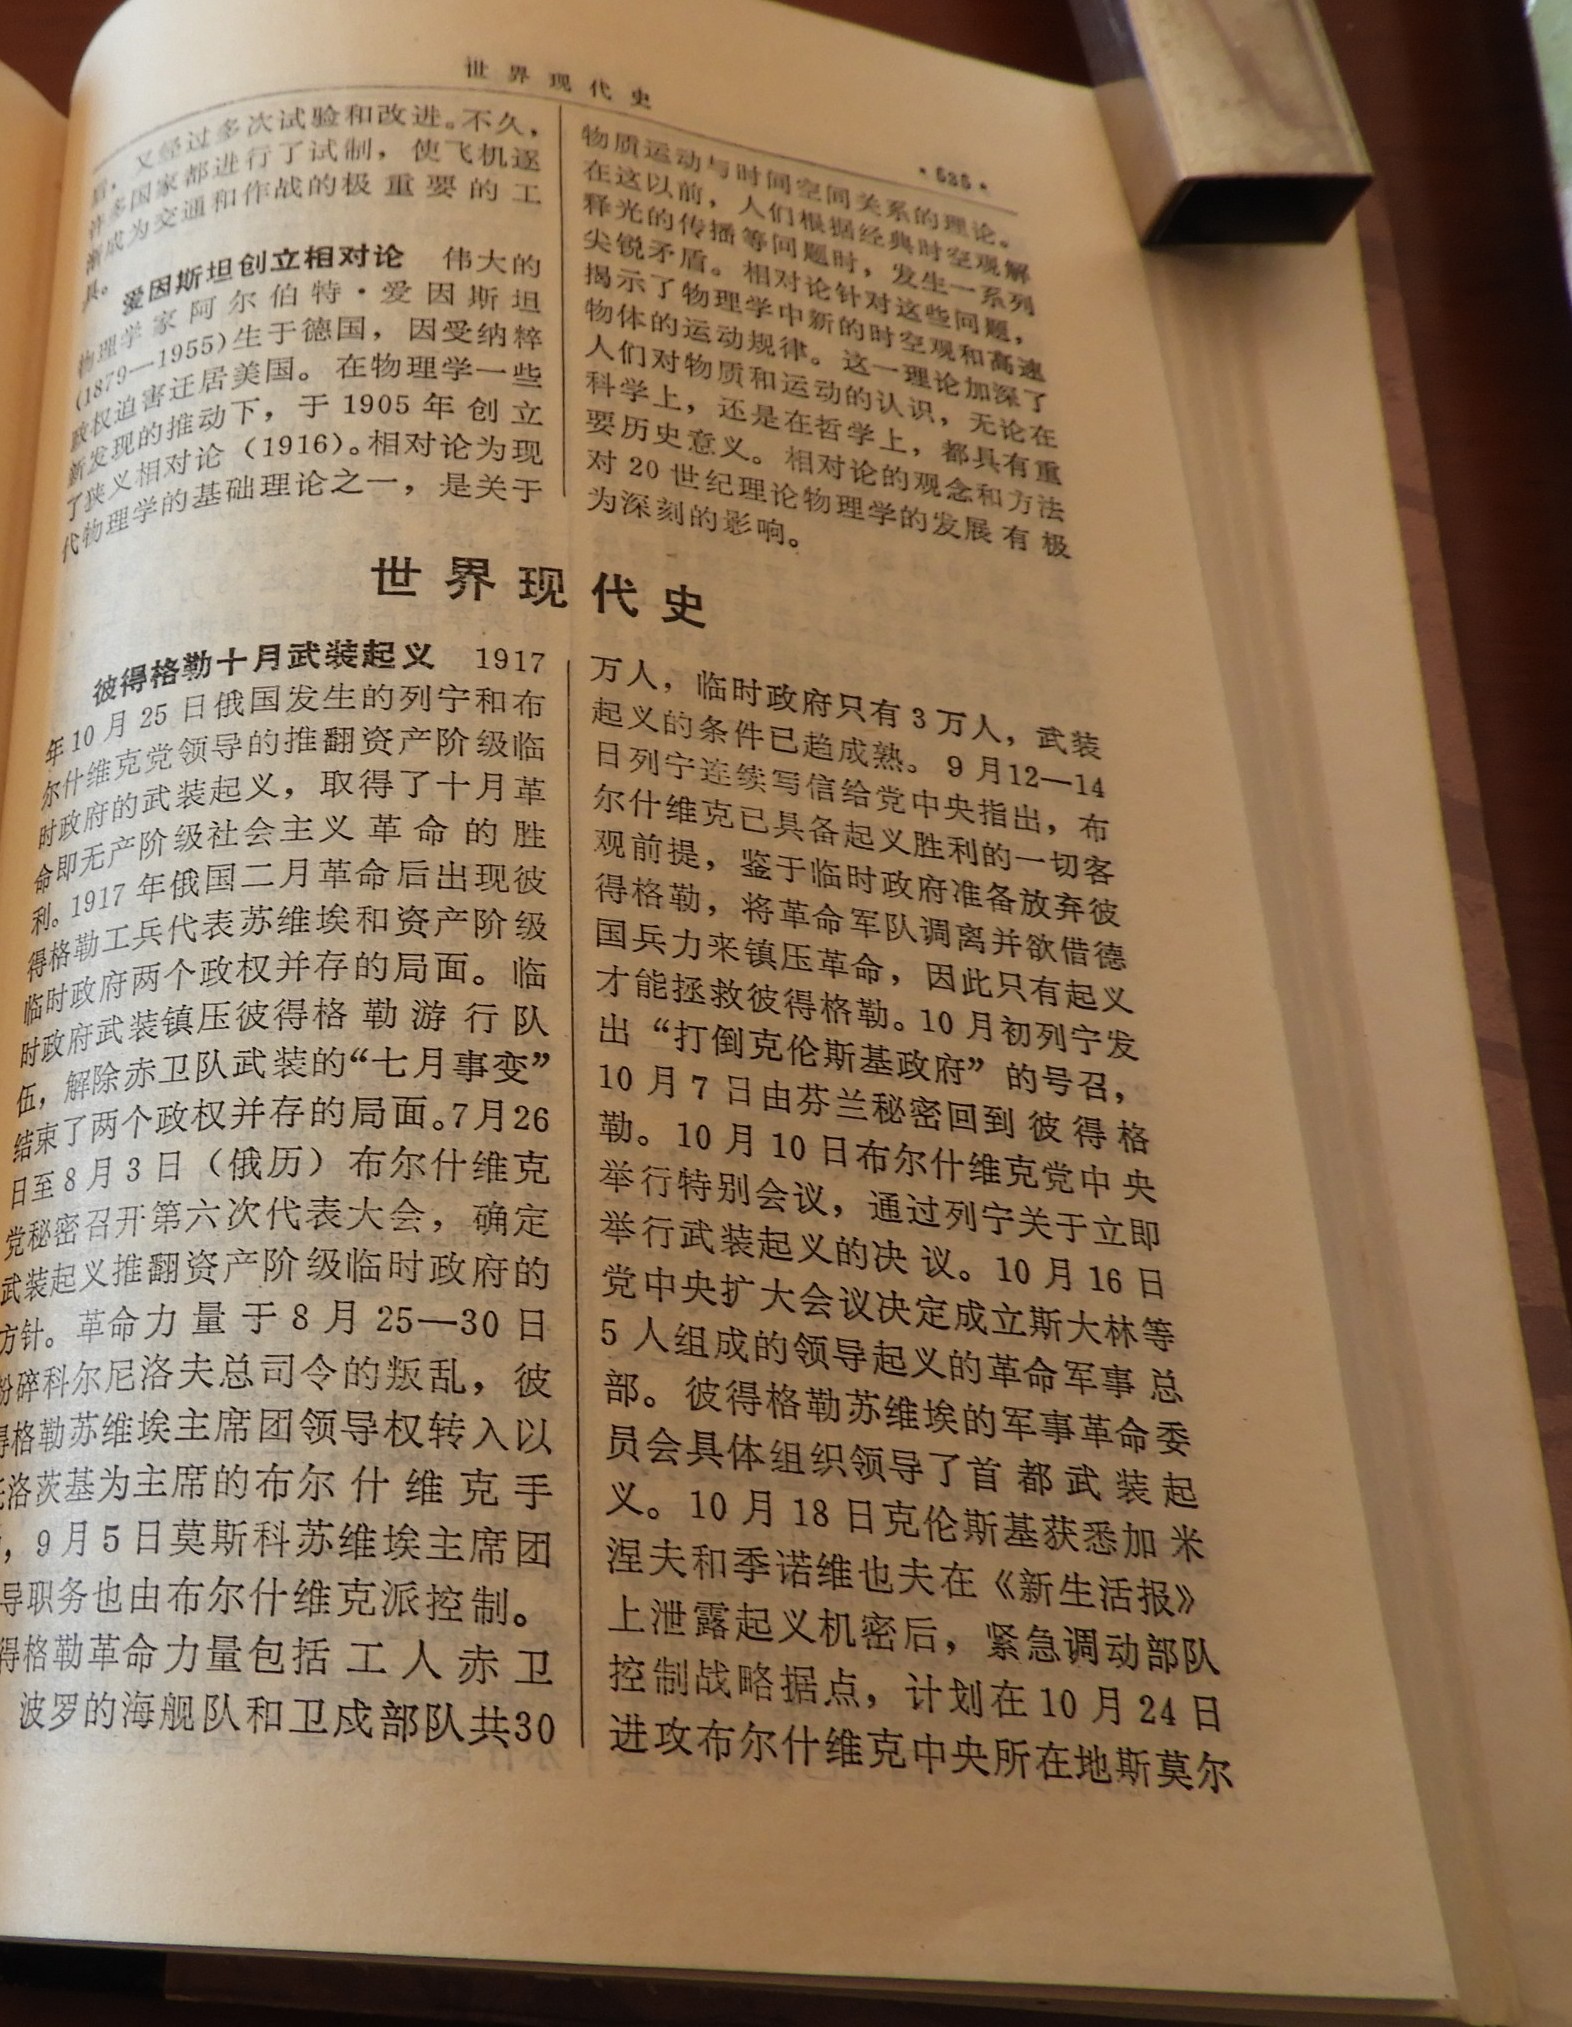 世界现代史
·535·
后，又经过多次试验和改进。不久，
许多国家都进行了试制，使飞机逐
渐成为交通和作战的极重要的工
具。
爱因斯坦创立相对论 伟大的
物理学家阿尔伯特·爱因斯坦
(1879—1955)生于德国，因受纳粹
政权迫害迁居美国。在物理学一些
新发现的推动下，于1905年创立
了狭义相对论（1916)。相对论为现
代物理学的基础理论之一，是关于
物质运动与时间空间关系的理论。
在这以前，人们根据经典时空观解
释光的传播等问题时，发生一系列
尖锐矛盾。相对论针对这些问题，
揭示了物理学中新的时空观和高速
物体的运动规律。这一理论加深了
人们对物质和运动的认识，无论在
科学上，还是在哲学上，都具有重
要历史意义。相对论的观念和方法
对20世纪理论物理学的发展有极
为深刻的影响。
世界现代史
彼得格勒十月武装起义 1917
年10月25日俄国发生的列宁和布
尔什维克党领导的推翻资产阶级临
时政府的武装起义，取得了十月革
命即无产阶级社会主义革命的胜
利。1917年俄国二月革命后出现彼
得格勒工兵代表苏维埃和资产阶级
临时政府两个政权并存的局面。临
时政府武装镇压彼得格勒游行队
伍，解除赤卫队武装的“七月事变”
结束了两个政权并存的局面。7月26
日至8月3日（俄历）布尔什维克
党秘密召开第六次代表大会，确定
武装起义推翻资产阶级临时政府的
方针。革命力量于8月25—30日
粉碎科尔尼洛夫总司令的叛乱，彼
得格勒苏维埃主席团领导权转入以
托洛茨基为主席的布尔什维克手
，9月5日莫斯科苏维埃主席团
导职务也由布尔什维克派控制。
得格勒革命力量包括工人赤卫
波罗的海舰队和卫戍部队共30
万人，临时政府只有3万人，武装
起义的条件已趋成熟。9月12—14
日列宁连续写信给党中央指出，布
尔什维克已具备起义胜利的一切客
观前提，鉴于临时政府准备放弃彼
得格勒，将革命军队调离并欲借德
国兵力来镇压革命，因此只有起义
才能拯救彼得格勒。10月初列宁发
出“打倒克伦斯基政府”的号召，
10月7日由芬兰秘密回到彼得格
勒。10月10日布尔什维克党中央
举行特别会议，通过列宁关于立即
举行武装起义的决议。10月16日
党中央扩大会议决定成立斯大林等
5人组成的领导起义的革命军事总
部。彼得格勒苏维埃的军事革命委
员会具体组织领导了首都武装起
义。10月18日克伦斯基获悉加米
涅夫和季诺维也夫在《新生活报》
上泄露起义机密后，紧急调动部队
控制战略据点，计划在10月24日
进攻布尔什维克中央所在地斯莫尔